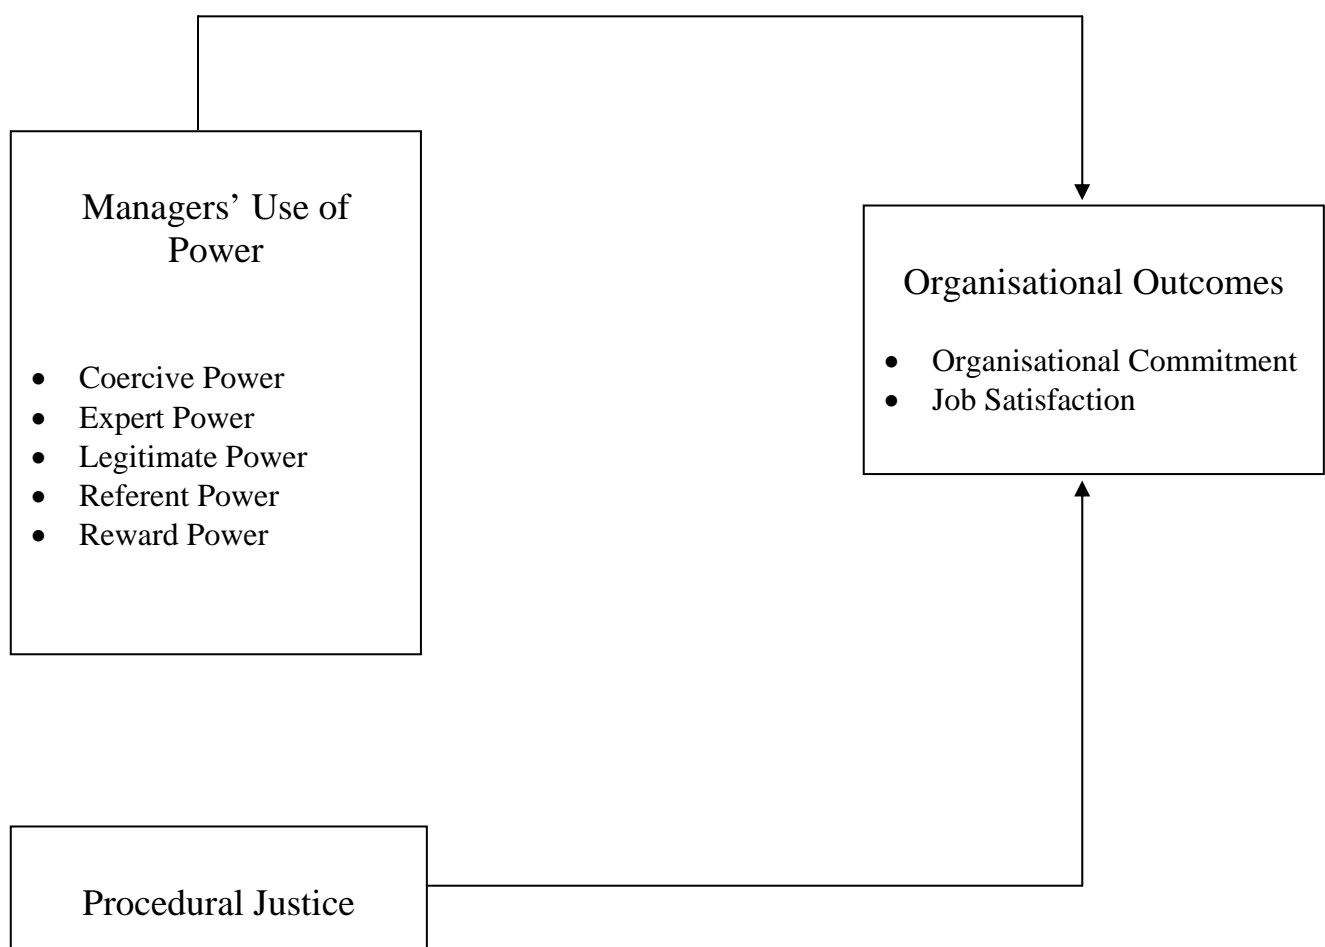 Managers’ Use of
Power
• Coercive Power
• Expert Power
• Legitimate Power
• Referent Power
• Reward Power
Organisational Outcomes
• Organisational Commitment
• Job Satisfaction
Procedural Justice